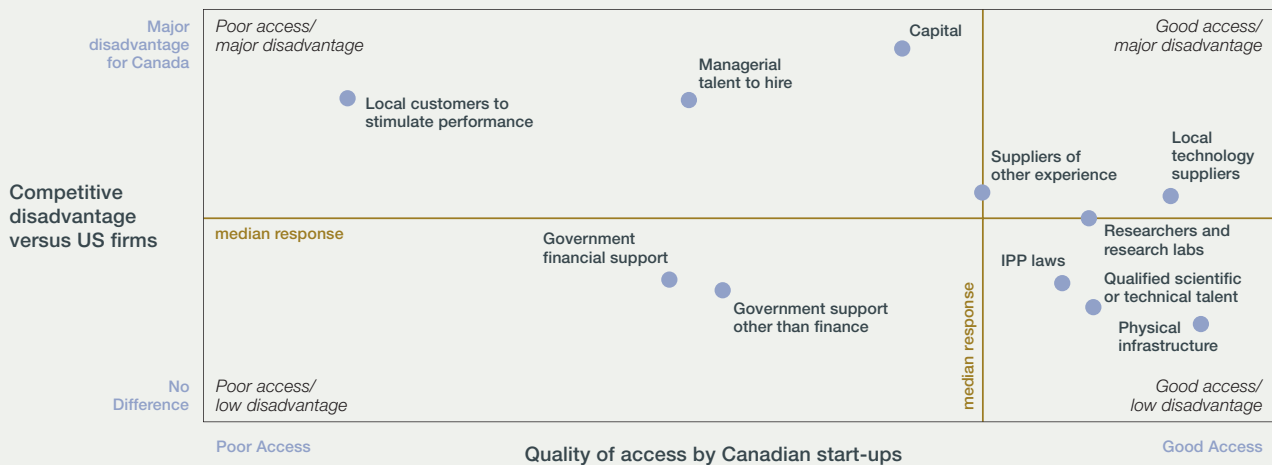 Major
disadvantage
for Canada
Poor access/
major disadvantage
Capital
Good access/
major disadvantage
Managerial
talent to hire
Local customers to
stimulate performance
Local
technology
suppliers
Suppliers of
other experience
Competitive
disadvantage
versus US firms
median response
Researchers and
research labs
Government
financial support
IPP laws
Qualified scientific
or technical talent
Government support
other than finance
Physical
infrastructure
median response
No
Difference
Poor access/
low disadvantage
Good access/
low disadvantage
Poor Access
Quality of access by Canadian start-ups
Good Access